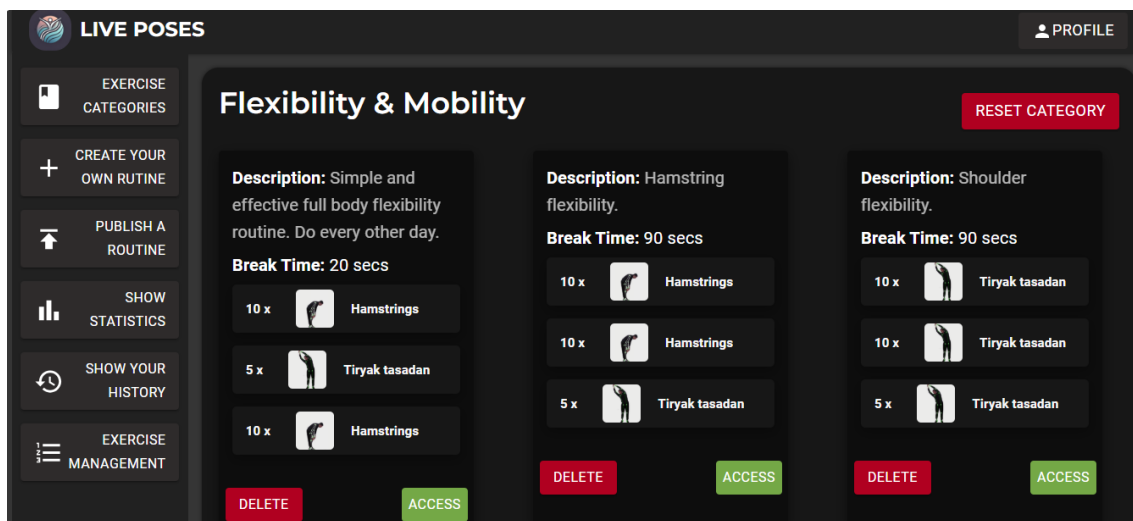 LIVE POSES
PROFILE
EXERCISE
CATEGORIES
CREATE YOUR
OWN RUTINE
PUBLISH A
ROUTINE
SHOW
STATISTICS
SHOW YOUR
HISTORY
EXERCISE
MANAGEMENT
Flexibility & Mobility
RESET CATEGORY
Description: Simple and
effective full body flexibility
routine. Do every other day.
Break Time: 20 secs
10 x Hamstrings
5 x Tiryak tasadan
10 x Hamstrings
DELETE ACCESS
Description: Hamstring
flexibility.
Break Time: 90 secs
10 x Hamstrings
10 x Hamstrings
5 x Tiryak tasadan
DELETE ACCESS
Description: Shoulder
flexibility.
Break Time: 90 secs
10 x Tiryak tasadan
10 x Tiryak tasadan
5 x Tiryak tasadan
DELETE ACCESS